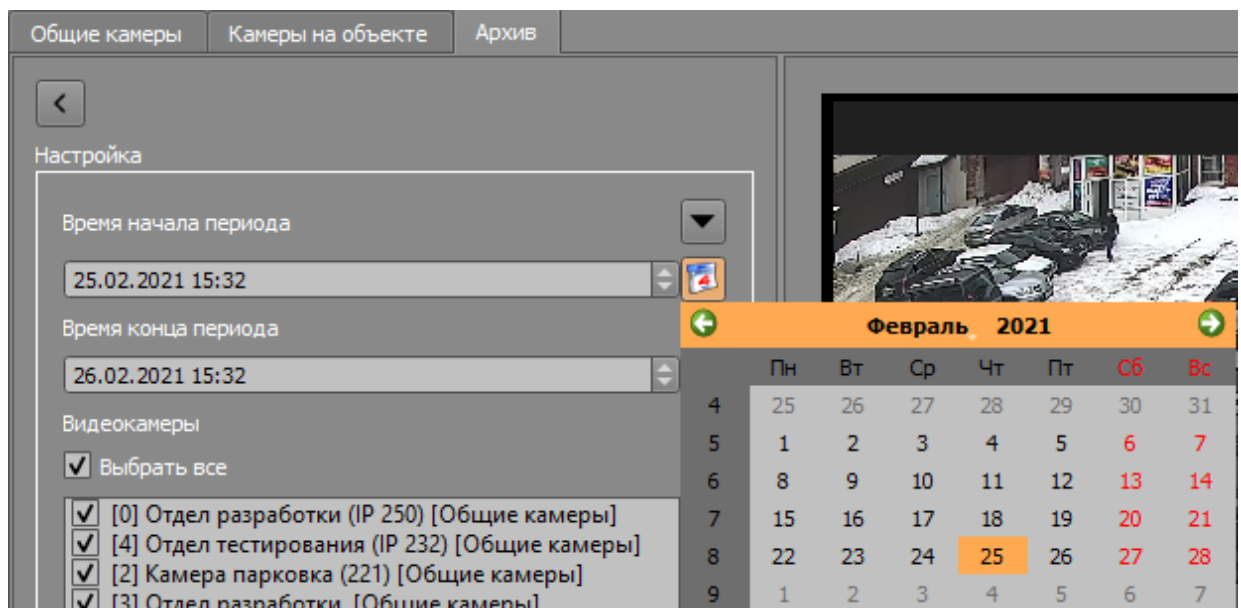 Общие камеры Камеры на объекте Архив
Настройка
Время начала периода
25.02.2021 15:32
Время конца периода
26.02.2021 15:32
Видеокамеры
Выбрать все
[0] Отдел разработки (IP 250) [Общие камеры]
[4] Отдел тестирования (IP 232) [Общие камеры]
[2] Камера парковка (221) [Общие камеры]
[3] Отдел разработки [Общие камеры]
Февраль 2021
Пн Вт Ср Чт Пт Сб Вс
4 25 26 27 28 29 30 31
5 1 2 3 4 5 6 7
6 8 9 10 11 12 13 14
7 15 16 17 18 19 20 21
8 22 23 24 25 26 27 28
9 1 2 3 4 5 6 7